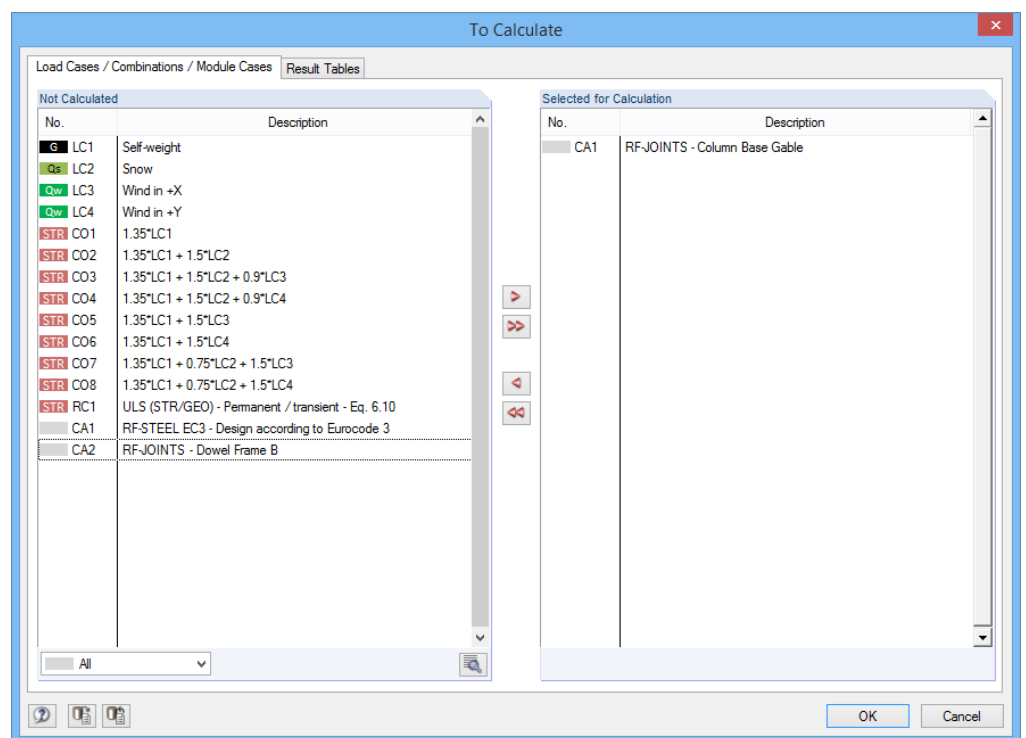 To Calculate
Load Cases / Combinations / Module Cases Result Tables
Not Calculated Selected for Calculation
No. Description No. Description
G LC1 Self-weight CA1 RF-JOINTS - Column Base Gable
Qs LC2 Snow
Qw LC3 Wind in +X
Qw LC4 Wind in +Y
STR CO1 1.35*LC1
STR CO2 1.35*LC1 + 1.5*LC2
STR CO3 1.35*LC1 + 1.5*LC2 + 0.9*LC3
STR CO4 1.35*LC1 + 1.5*LC2 + 0.9*LC4
STR CO5 1.35*LC1 + 1.5*LC3
STR CO6 1.35*LC1 + 1.5*LC4
STR CO7 1.35*LC1 + 0.75*LC2 + 1.5*LC3
STR CO8 1.35*LC1 + 0.75*LC2 + 1.5*LC4
STR RC1 ULS (STR/GEO) - Permanent / transient - Eq. 6.10
CA1 RF-STEEL EC3 - Design according to Eurocode 3
CA2 RF-JOINTS - Dowel Frame B
All
OK Cancel